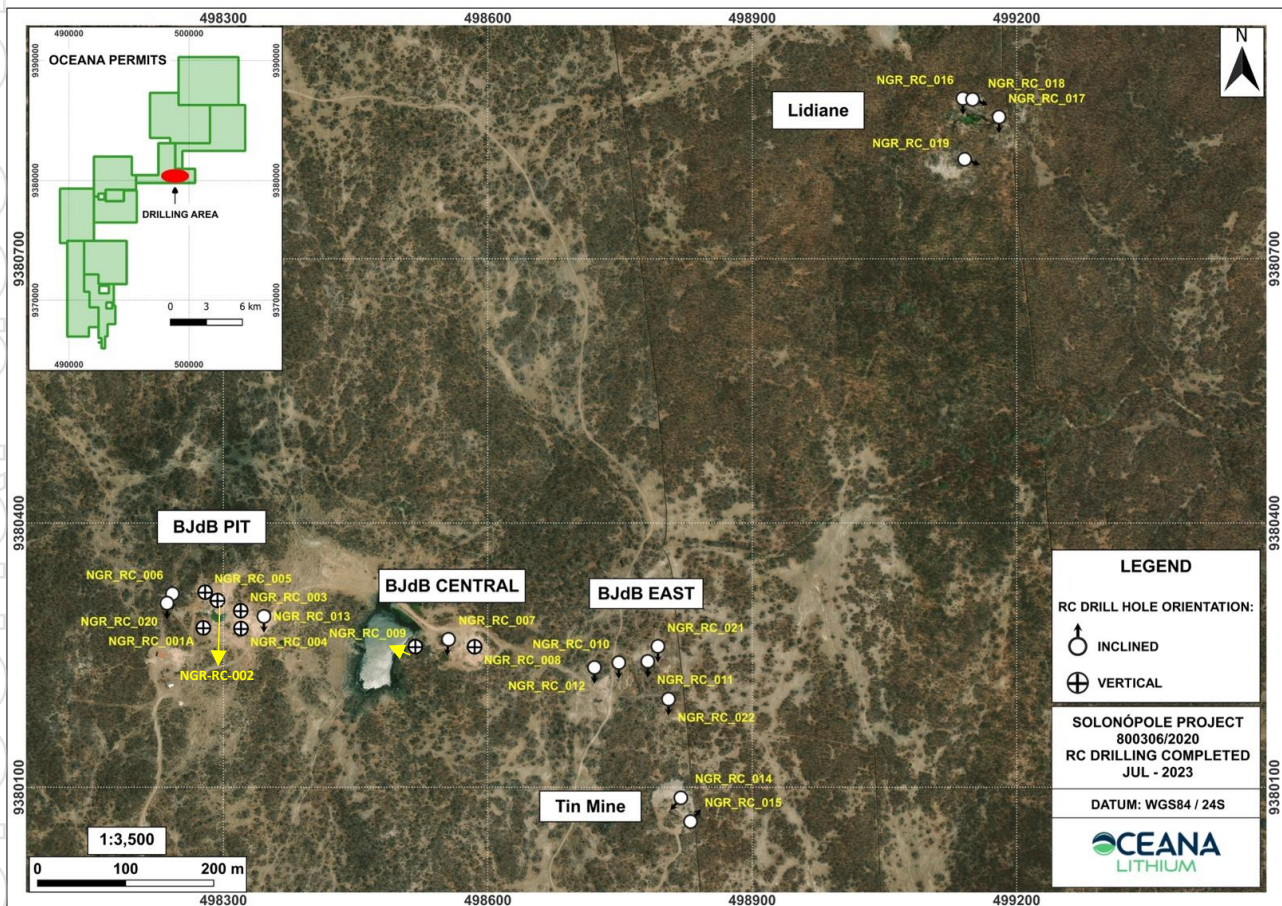 498300
498600
498900
499200
490000
500000
OCEANA PERMITS
9390000
9390000
9380000
9380000
9370000
9370000
DRILLING AREA
0 3 6 km
490000
500000
N
Lidiane
NGR_RC_016
NGR_RC_018
NGR_RC_017
NGR_RC_019
9380700
9380700
9380400
9380400
BJdB PIT
NGR_RC_006
NGR_RC_005
NGR_RC_003
NGR_RC_013
NGR_RC_020
NGR_RC_001A
NGR_RC_004
NGR-RC-002
BJdB CENTRAL
NGR_RC_009
NGR_RC_007
NGR_RC_008
BJdB EAST
NGR_RC_010
NGR_RC_021
NGR_RC_012
NGR_RC_011
NGR_RC_022
Tin Mine
NGR_RC_014
NGR_RC_015
9380100
9380100
LEGEND
RC DRILL HOLE ORIENTATION:
INCLINED
VERTICAL
SOLONÓPOLE PROJECT
800306/2020
RC DRILLING COMPLETED
JUL - 2023
DATUM: WGS84 / 24S
OCEANA
LITHIUM
1:3,500
0 100 200 m
498300
498600
498900
499200